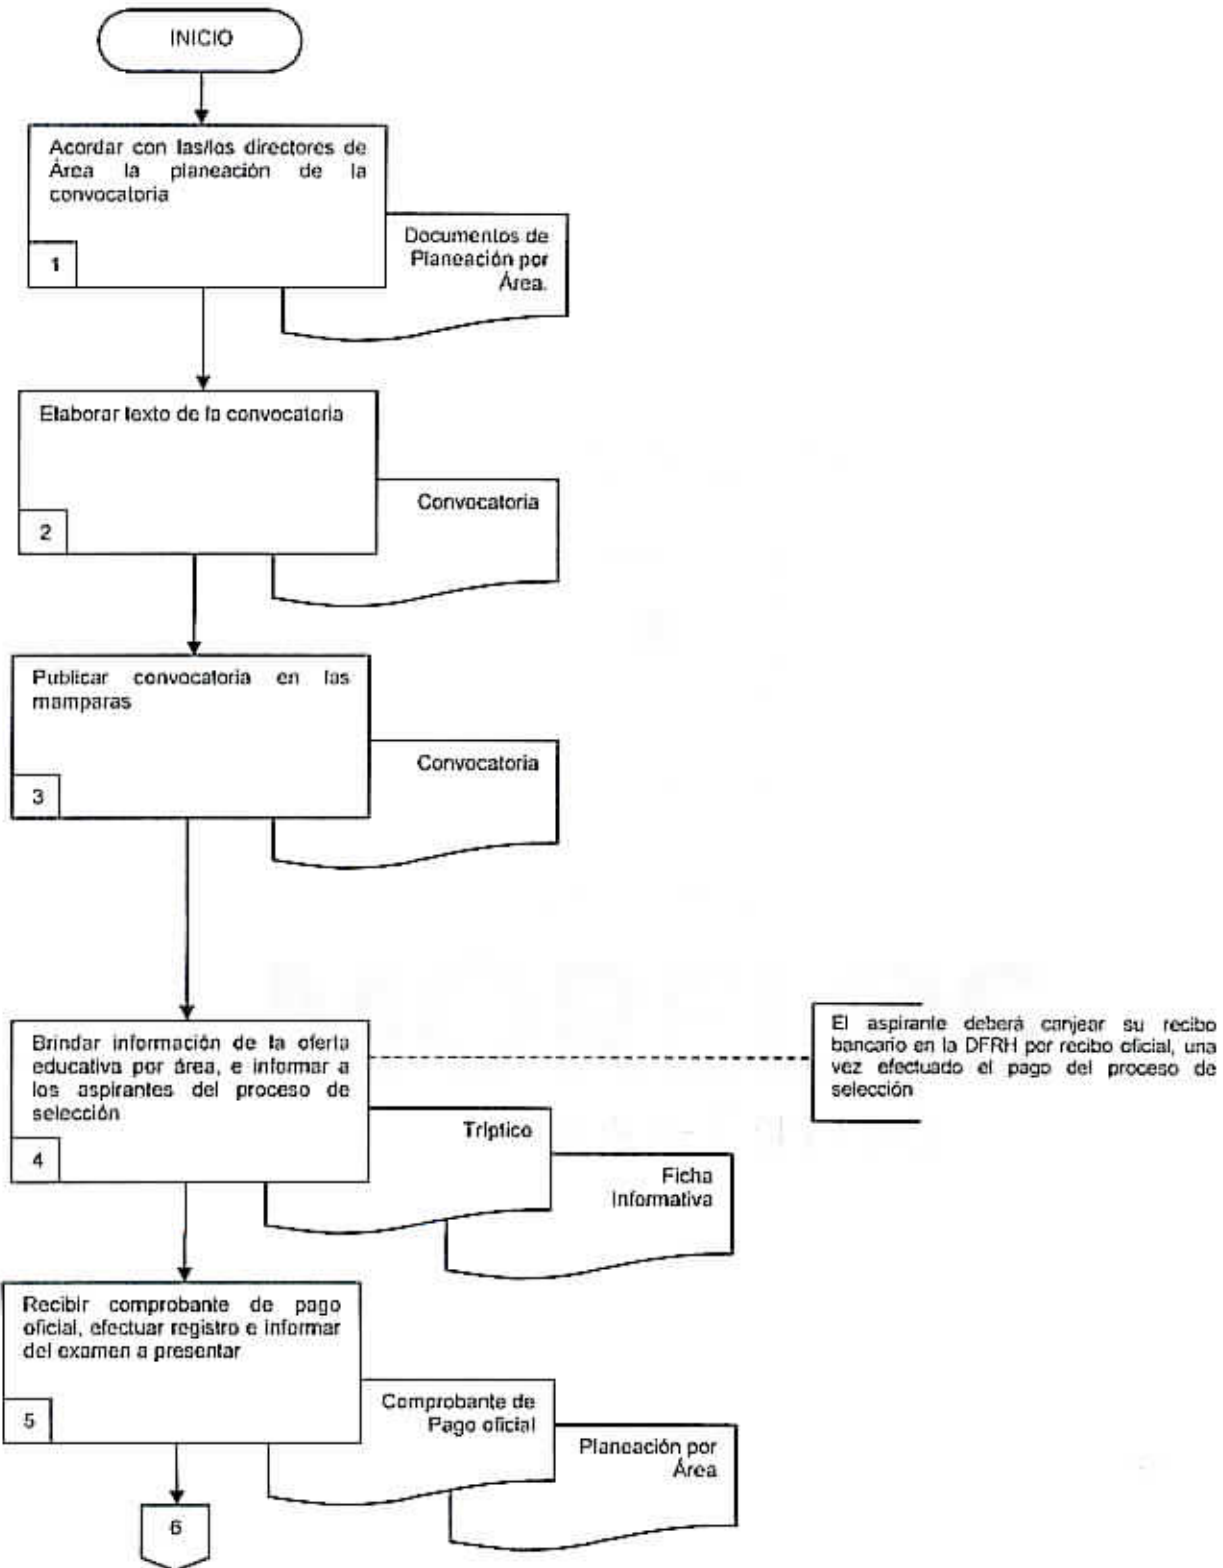 INICIO
Acordar con las/los directores de
Área la planeación de la
convocatoria
1
Documentos de
Planeación por
Área.
Elaborar texto de la convocatoria
2
Convocatoria
Publicar convocatoria en las
mamparas
3
Convocatoria
Brindar información de la oferta
educativa por área, e informar a
los aspirantes del proceso de
selección
4
Tríptico
Ficha
Informativa
El aspirante deberá canjear su recibo
bancario en la DFRH por recibo oficial, una
vez efectuado el pago del proceso de
selección
Recibir comprobante de pago
oficial, efectuar registro e informar
del examen a presentar
5
Comprobante de
Pago oficial
Planeación por
Área
6